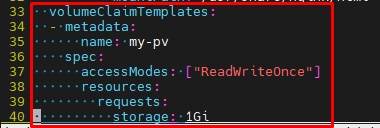 33 volumeClaimTemplates:
34 - metadata:
35 name: my-pv
36 spec:
37 accessModes: ["ReadWriteOnce"]
38 resources:
39 requests:
40 storage: 1Gi